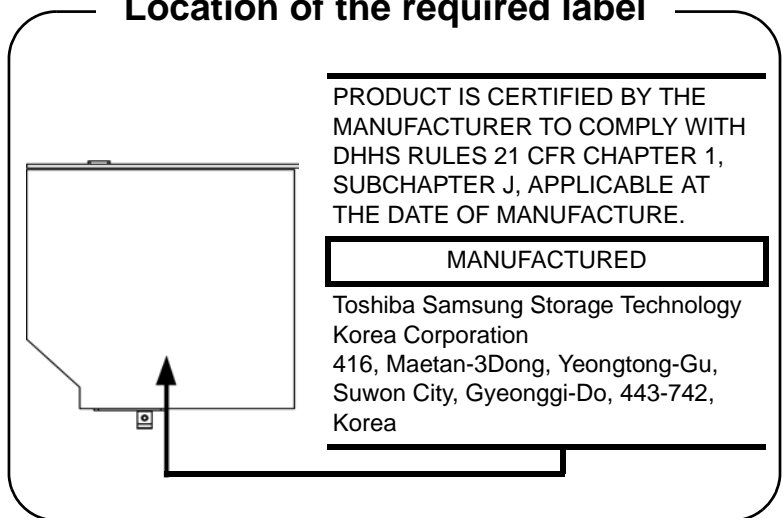 Location of the required label
PRODUCT IS CERTIFIED BY THE
MANUFACTURER TO COMPLY WITH
DHHS RULES 21 CFR CHAPTER 1,
SUBCHAPTER J, APPLICABLE AT
THE DATE OF MANUFACTURE.
MANUFACTURED
Toshiba Samsung Storage Technology
Korea Corporation
416, Maetan-3Dong, Yeongtong-Gu,
Suwon City, Gyeonggi-Do, 443-742,
Korea